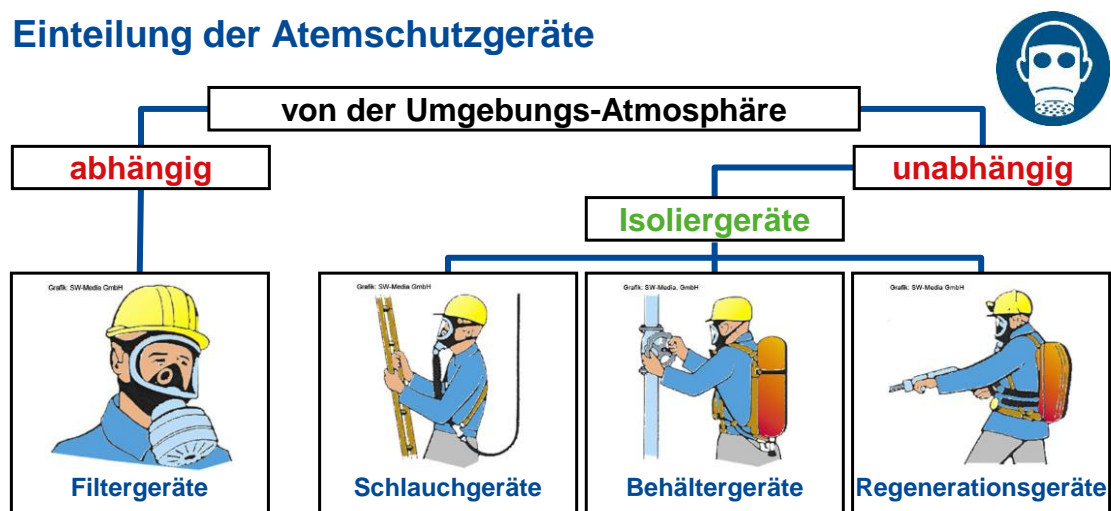 Einteilung der Atemschutzgeräte
von der Umgebungs-Atmosphäre
abhängig
unabhängig
Isoliergeräte
Grafik: SW-Media GmbH
Grafik: SW-Media GmbH
Grafik: SW-Media, GmbH
Grafik: SW-Media GmbH
Filtergeräte
Schlauchgeräte
Behältergeräte
Regenerationsgeräte